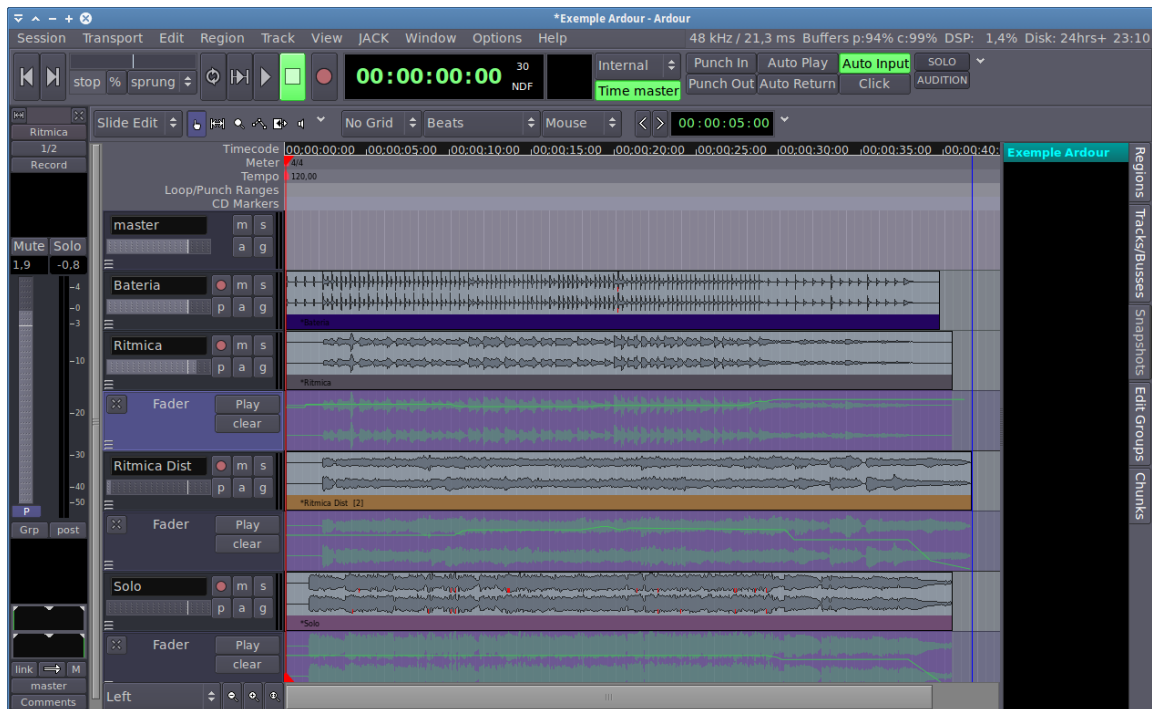 *Exemple Ardour - Ardour
Session Transport Edit Region Track View JACK Window Options Help 48 kHz / 21,3 ms Buffers p:94% c:99% DSP: 1,4% Disk: 24hrs+ 23:10
stop % sprung 00:00:00:00 30 NDF Internal Time master Punch In Auto Play Auto Input SOLO
Punch Out Auto Return Click AUDITION
Ritmica
1/2
Record
Slide Edit No Grid Beats Mouse 00:00:05:00
Timecode 00:00:00:00 00:00:05:00 00:00:10:00 00:00:15:00 00:00:20:00 00:00:25:00 00:00:30:00 00:00:35:00 00:00:40:
Meter 4/4
Tempo 120,00
Loop/Punch Ranges
CD Markers
Exemple Ardour
Regions
Tracks/Busses
Snapshots
Edit Groups
Chunks
master m s
a g
Mute Solo
1,9 -0,8
-4
-0
-3
-10
-20
-30
-40
-50
P
Grp post
Bateria m s
p a g
*Bateria
Ritmica m s
p a g
*Ritmica
Fader Play
clear
Ritmica Dist m s
p a g
*Ritmica Dist [2]
Fader Play
clear
Solo m s
p a g
*Solo
Fader Play
clear
link M
master
Comments
Left